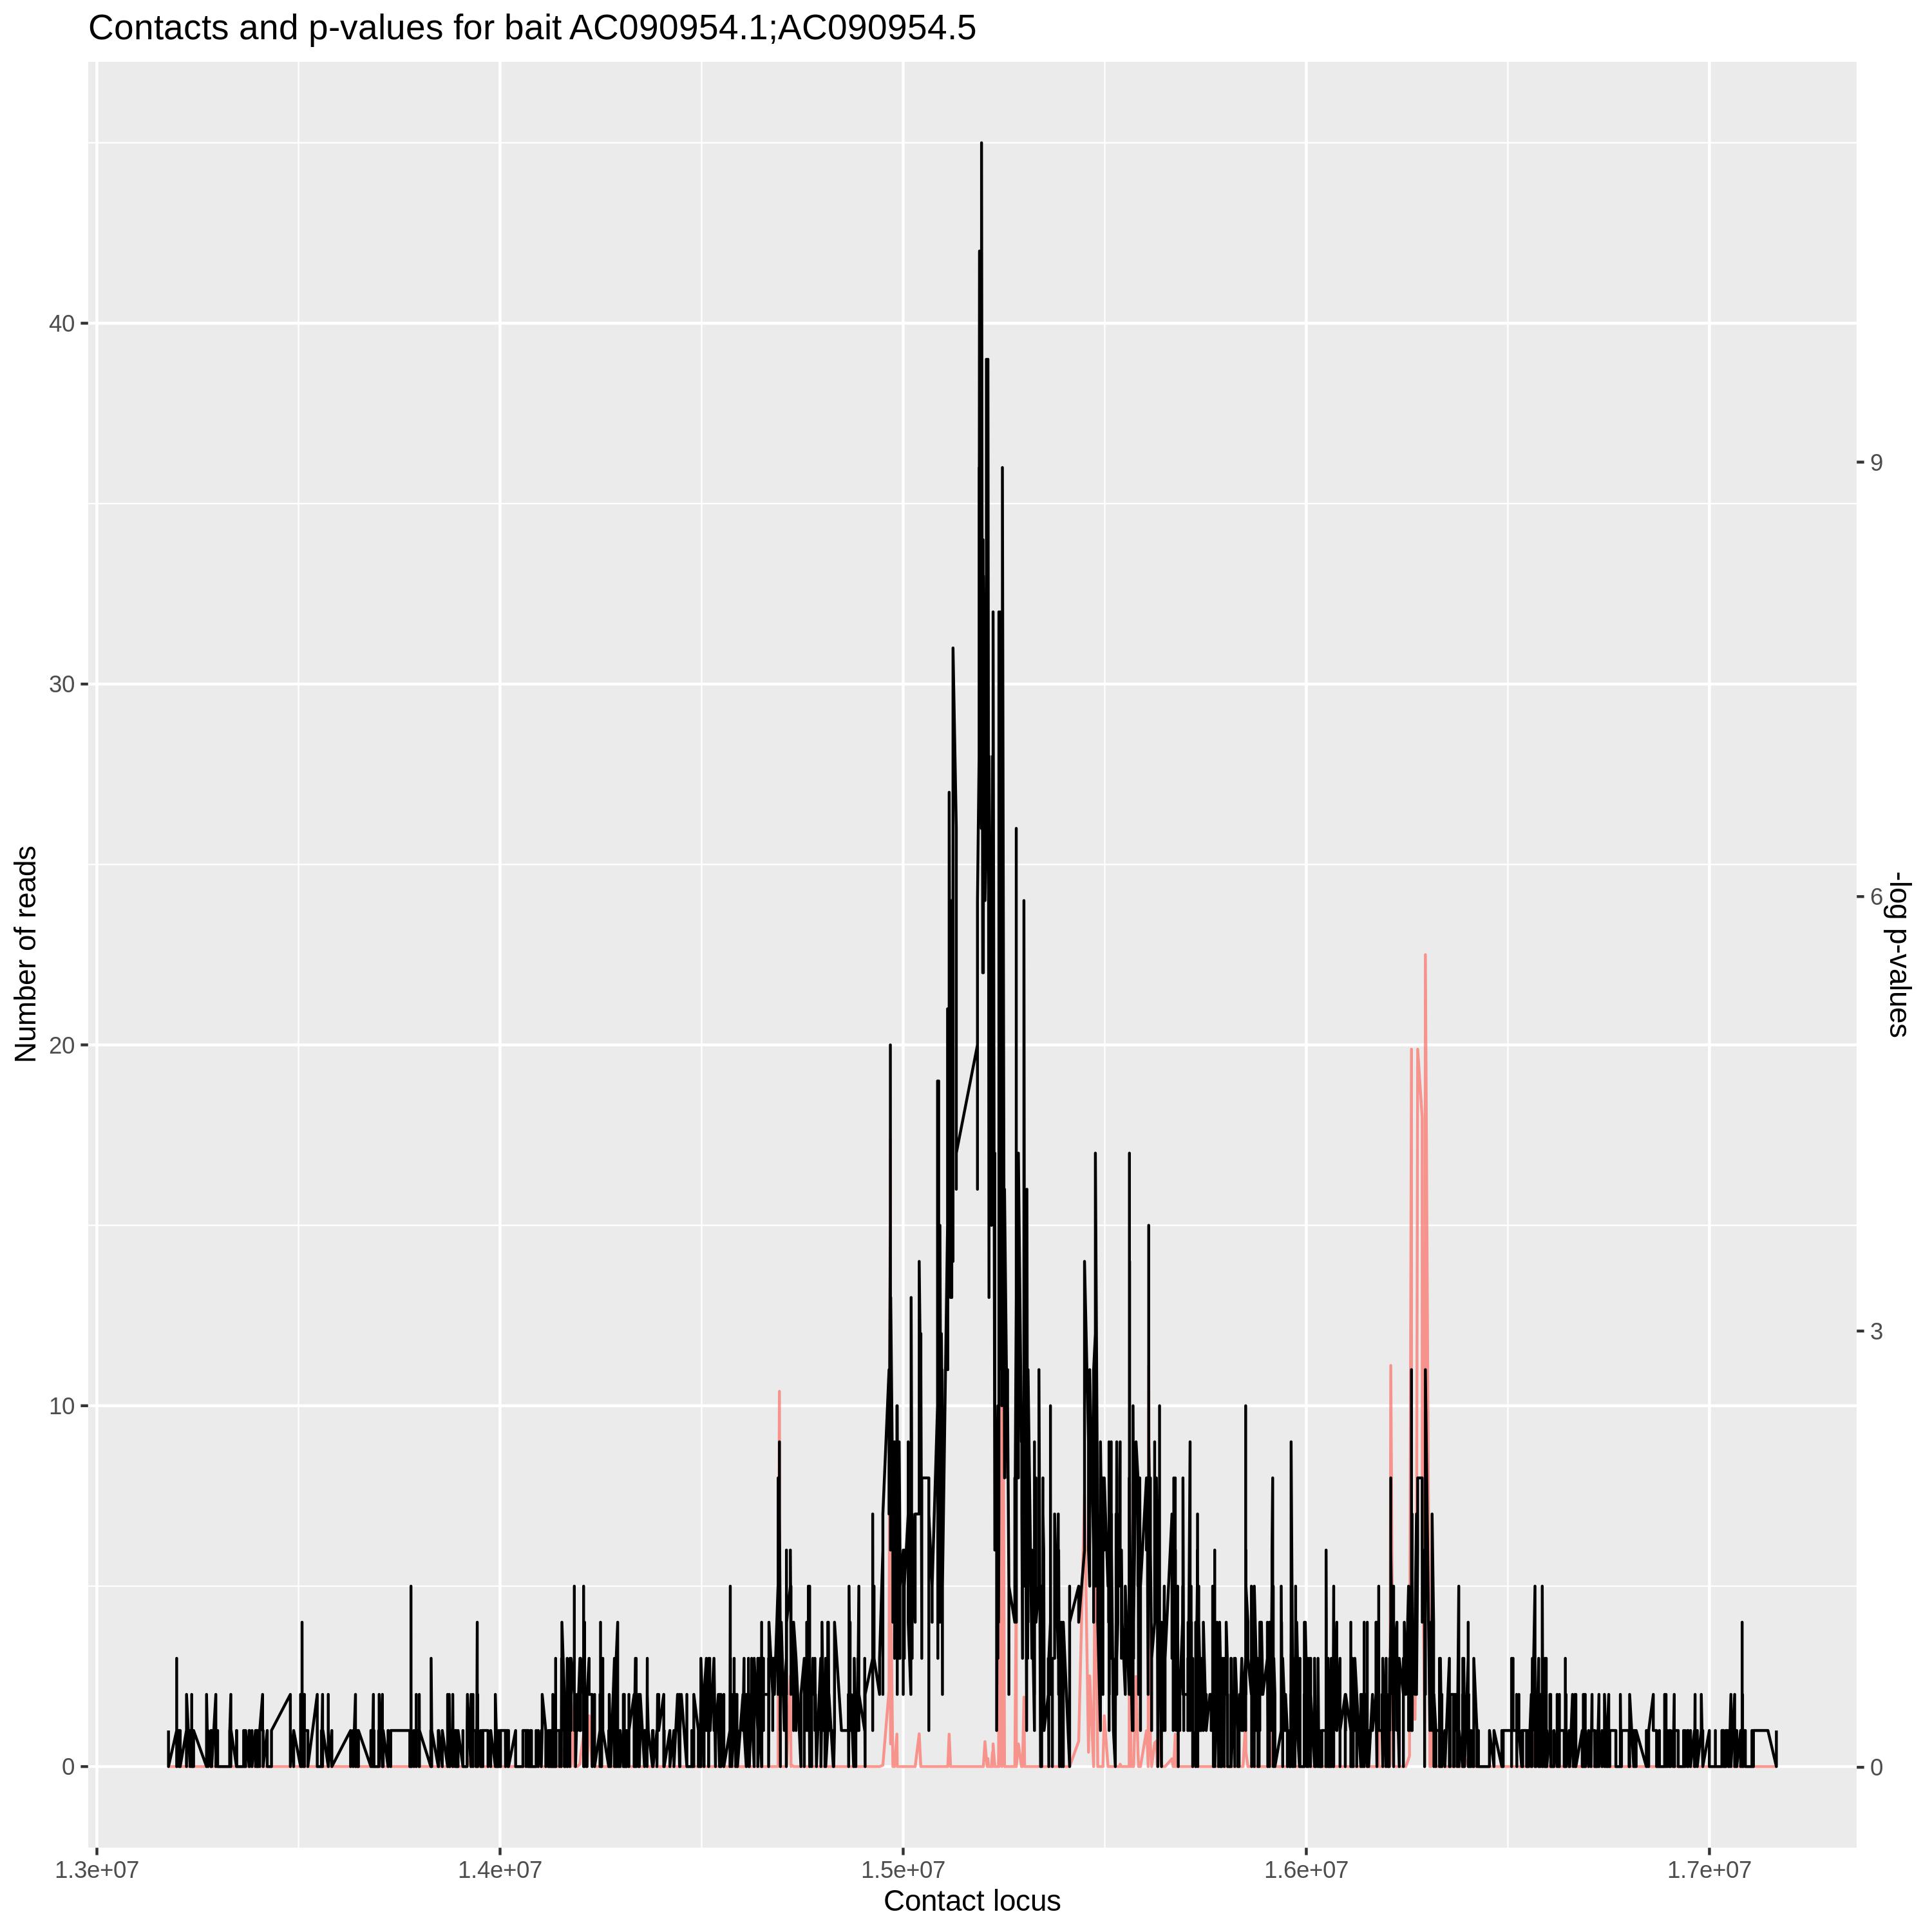 Contacts and p-values for bait AC090954.1;AC090954.5
Number of reads
40
30
20
10
0
9
6
3
0
-log p-values
1.3e+07
1.4e+07
1.5e+07
1.6e+07
1.7e+07
Contact locus